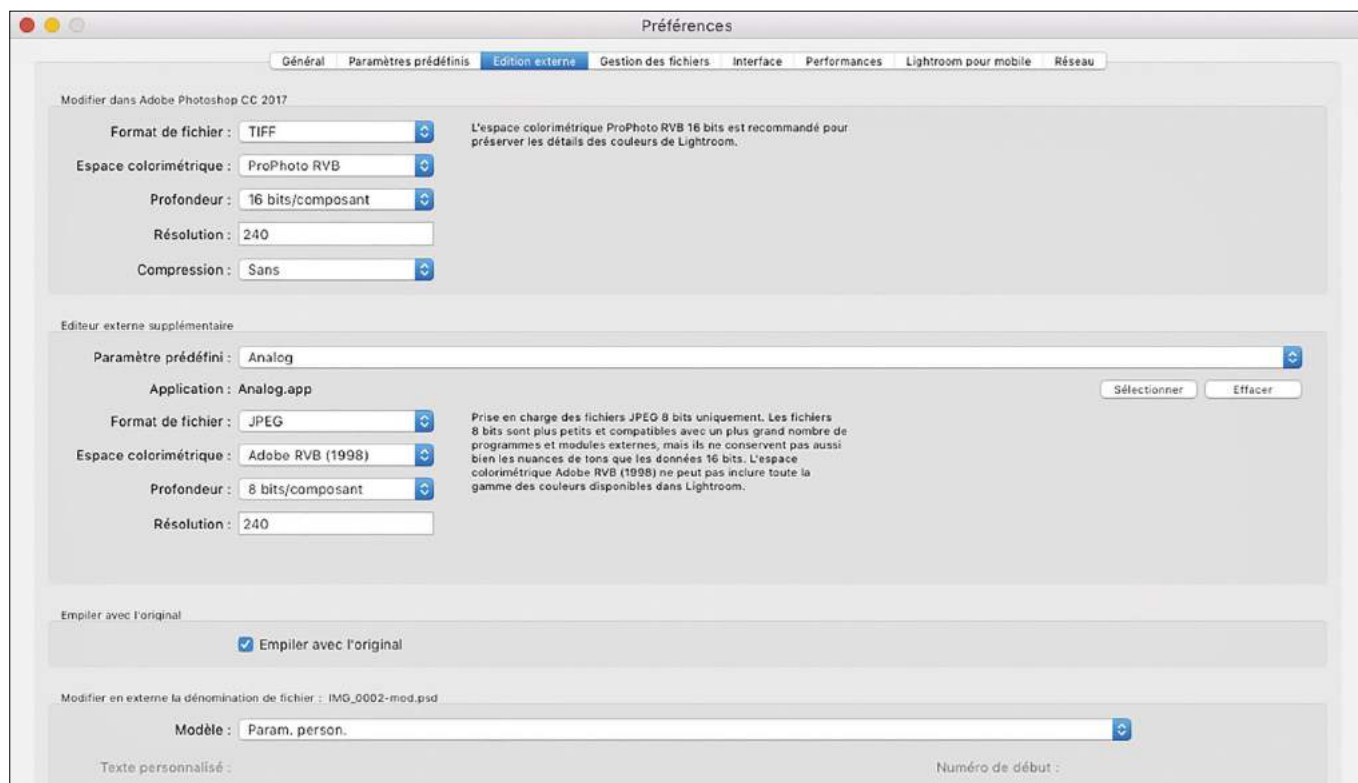 Préférences
Général Paramètres prédéfinis Edition externe Gestion des fichiers Interface Performances Lightroom pour mobile Réseau
Modifier dans Adobe Photoshop CC 2017
Format de fichier : TIFF
L'espace colorimétrique ProPhoto RVB 16 bits est recommandé pour
préserver les détails des couleurs de Lightroom.
Espace colorimétrique : ProPhoto RVB
Profondeur : 16 bits/composant
Résolution : 240
Compression : Sans
Editeur externe supplémentaire
Paramètre prédéfini : Analog
Application : Analog.app
Sélectionner Effacer
Format de fichier : JPEG
Prise en charge des fichiers JPEG 8 bits uniquement. Les fichiers
8 bits sont plus petits et compatibles avec un plus grand nombre de
programmes et modules externes, mais ils ne conservent pas aussi
bien les nuances de tons que les données 16 bits. L'espace
colorimétrique Adobe RVB (1998) ne peut pas inclure toute la
gamme des couleurs disponibles dans Lightroom.
Espace colorimétrique : Adobe RVB (1998)
Profondeur : 8 bits/composant
Résolution : 240
Empiler avec l'original
Empiler avec l'original
Modifier en externe la dénomination de fichier : IMG_0002-mod.psd
Modèle : Param. person.
Texte personnalisé : Numéro de début :